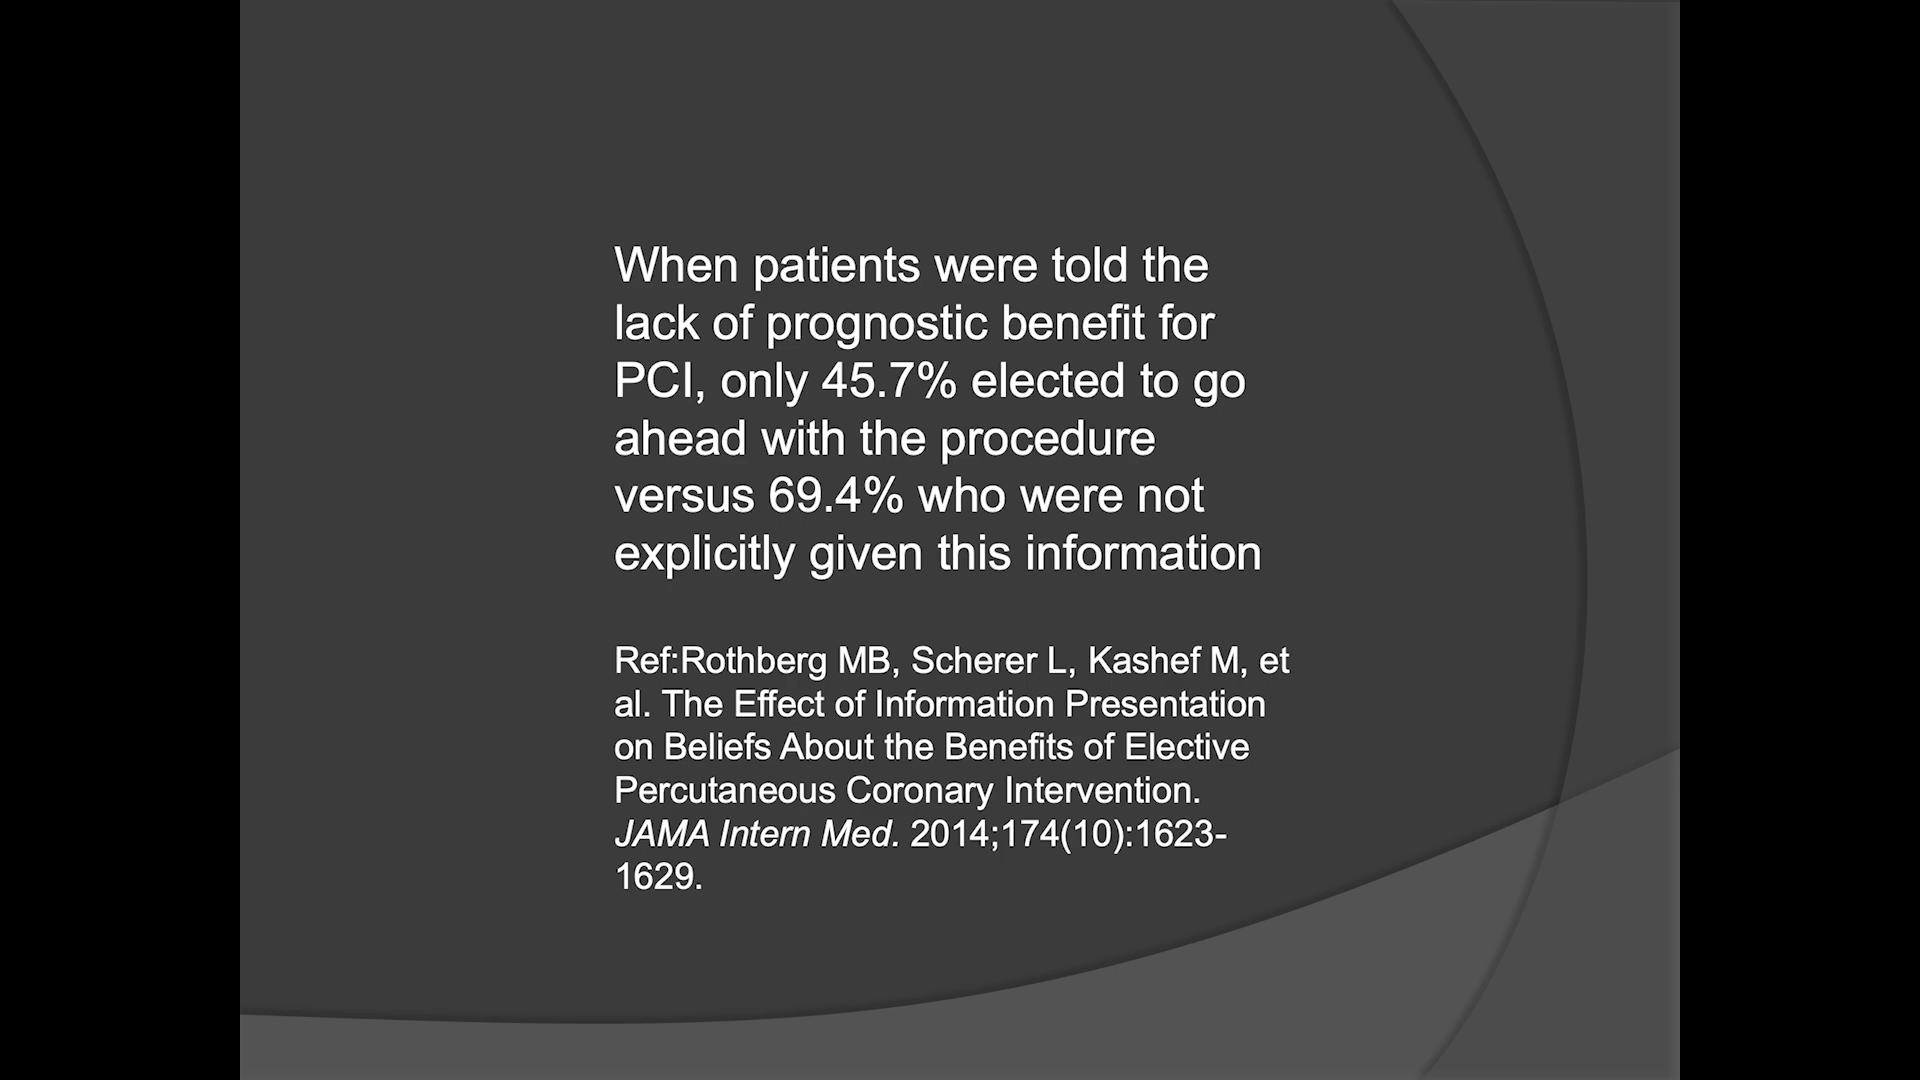 When patients were told the
lack of prognostic benefit for
PCI, only 45.7% elected to go
ahead with the procedure
versus 69.4% who were not
explicitly given this information
Ref:Rothberg MB, Scherer L, Kashef M, et
al. The Effect of Information Presentation
on Beliefs About the Benefits of Elective
Percutaneous Coronary Intervention.
JAMA Intern Med. 2014;174(10):1623-
1629.